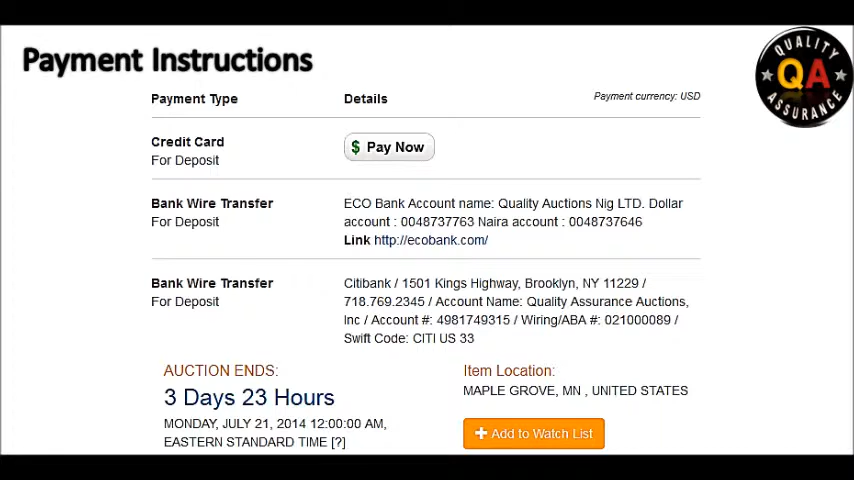 Payment Instructions
QUALITY
QA
ASSURANCE
Payment Type Details Payment currency: USD
Credit Card
For Deposit
$ Pay Now
Bank Wire Transfer
For Deposit
ECO Bank Account name: Quality Auctions Nig LTD. Dollar
account : 0048737763 Naira account : 0048737646
Link http://ecobank.com/
Bank Wire Transfer
For Deposit
Citibank / 1501 Kings Highway, Brooklyn, NY 11229 /
718.769.2345 / Account Name: Quality Assurance Auctions,
Inc / Account #: 4981749315 / Wiring/ABA #: 021000089 /
Swift Code: CITI US 33
AUCTION ENDS:
3 Days 23 Hours
MONDAY, JULY 21, 2014 12:00:00 AM,
EASTERN STANDARD TIME [?]
Item Location:
MAPLE GROVE, MN , UNITED STATES
+ Add to Watch List